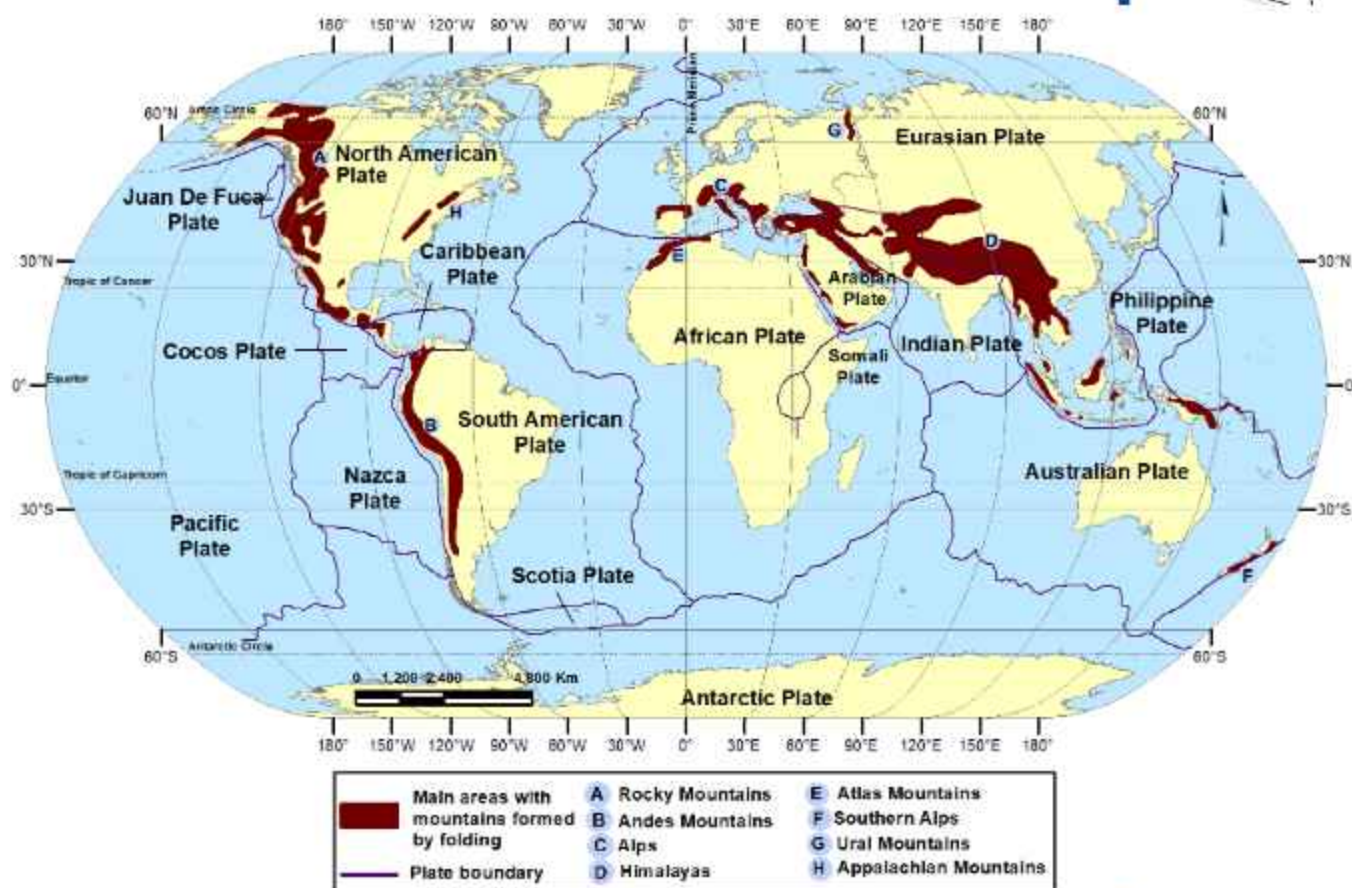 180° 150°W 120°W 90°W 60°W 30°W 0° 30°E 60°E 90°E 120°E 150°E 180°
Prime Meridian
60°N
Arctic Circle
60°N
G
Eurasian Plate
A
North American
Plate
Juan De Fuca
Plate
H
C
Caribbean
Plate
E
D
30°N
30°N
Tropic of Cancer
Arabian
Plate
Philippine
Plate
African Plate
Indian Plate
Somali
Plate
Cocos Plate
0°
Equator
0°
B
South American
Plate
Tropic of Capricorn
Nazca
Plate
Australian Plate
30°S
30°S
Pacific
Plate
Scotia Plate
F
60°S
Antarctic Circle
60°S
0 1,200 2,400 4,800 Km
Antarctic Plate
180° 150°W 120°W 90°W 60°W 30°W 0° 30°E 60°E 90°E 120°E 150°E 180°
Main areas with
mountains formed
by folding
Plate boundary
A Rocky Mountains
B Andes Mountains
C Alps
D Himalayas
E Atlas Mountains
F Southern Alps
G Ural Mountains
H Appalachian Mountains